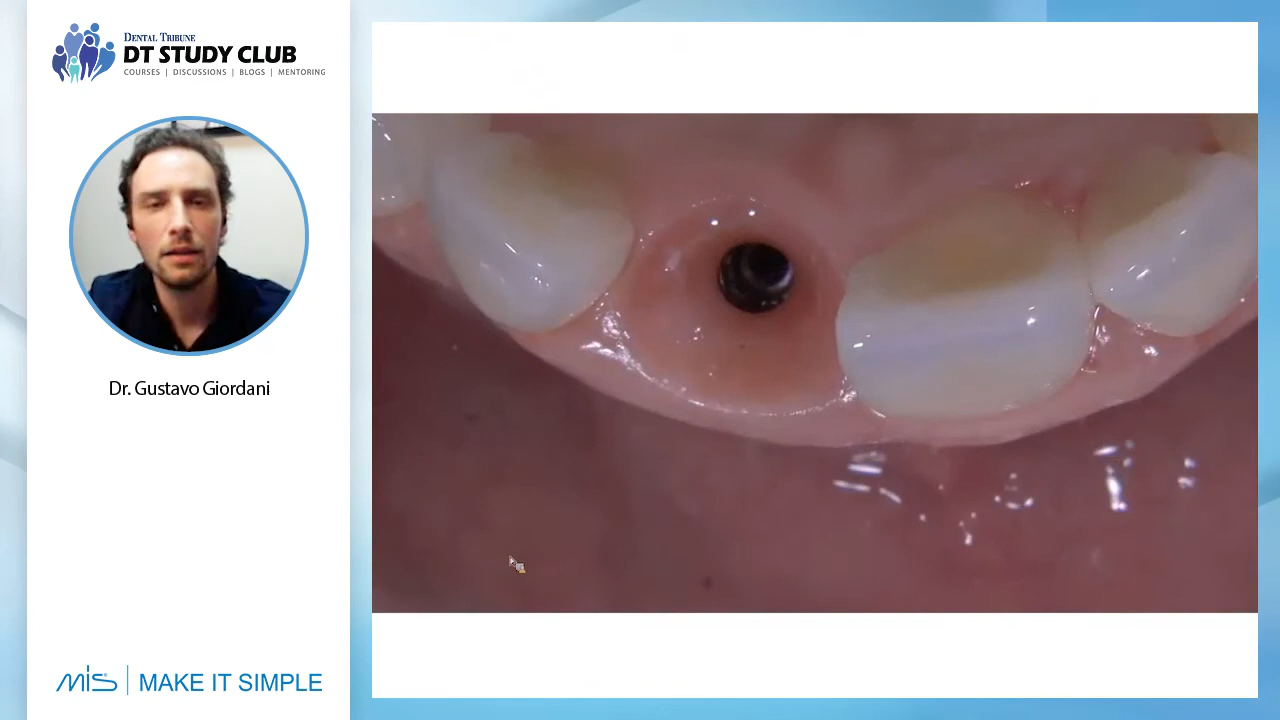 DENTAL TRIBUNE
DT STUDY CLUB
COURSES | DISCUSSIONS | BLOGS | MENTORING
Dr. Gustavo Giordani
mis | MAKE IT SIMPLE